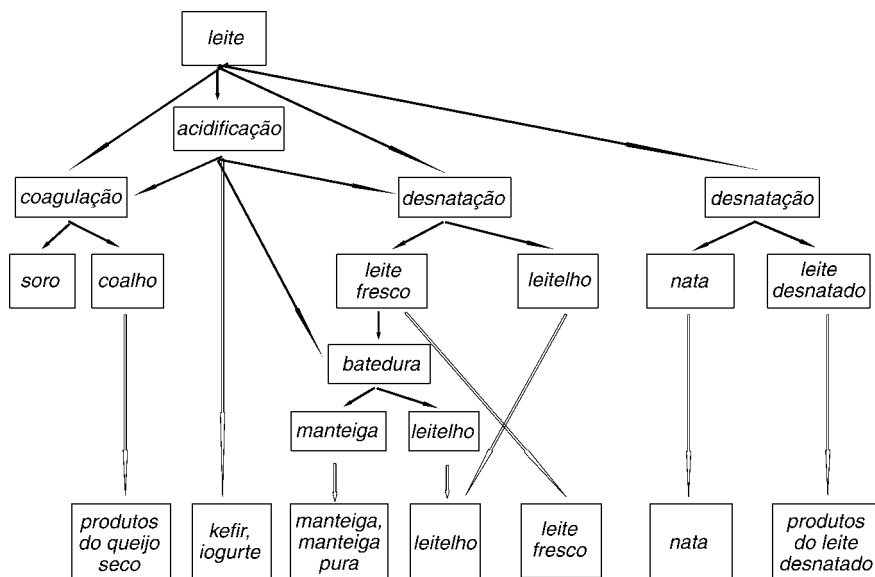 leite
acidificação
coagulação
desnatação
desnatação
soro
coalho
leite
fresco
leitelho
nata
leite
desnatado
batedura
manteiga
leitelho
produtos
do queijo
seco
kefir,
iogurte
manteiga,
manteiga
pura
leitelho
leite
fresco
nata
produtos
do leite
desnatado